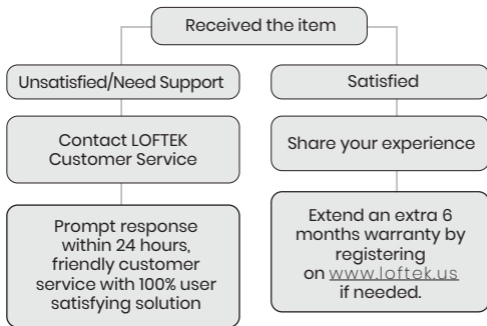 Received the item
Unsatisfied/Need Support
Contact LOFTEK
Customer Service
Prompt response
within 24 hours,
friendly customer
service with 100% user
satisfying solution
Satisfied
Share your experience
Extend an extra 6
months warranty by
registering
on www.loftek.us
if needed.